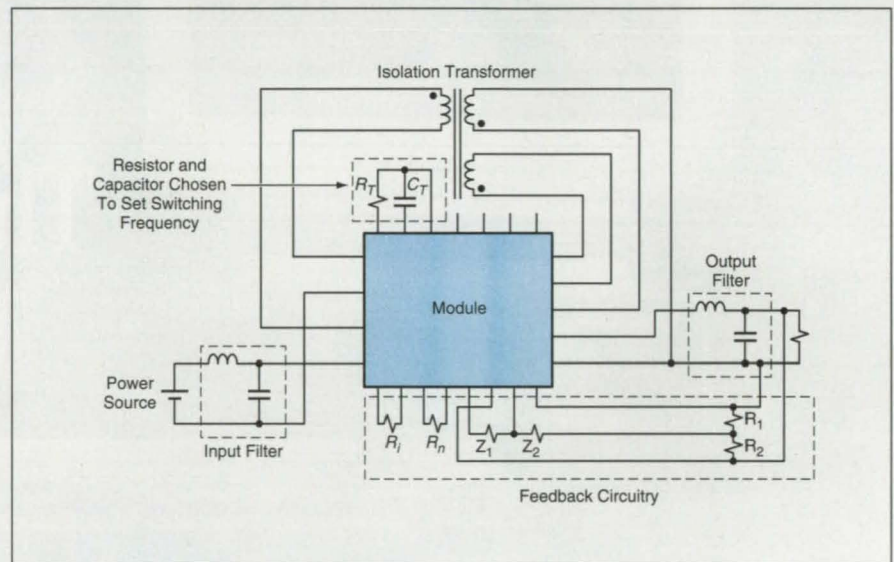 Isolation Transformer
Resistor and
Capacitor Chosen
To Set Switching
Frequency
R_T
C_T
Module
Output
Filter
Power
Source
Input Filter
R_i
R_n
Z_1
Z_2
R_1
R_2
Feedback Circuitry